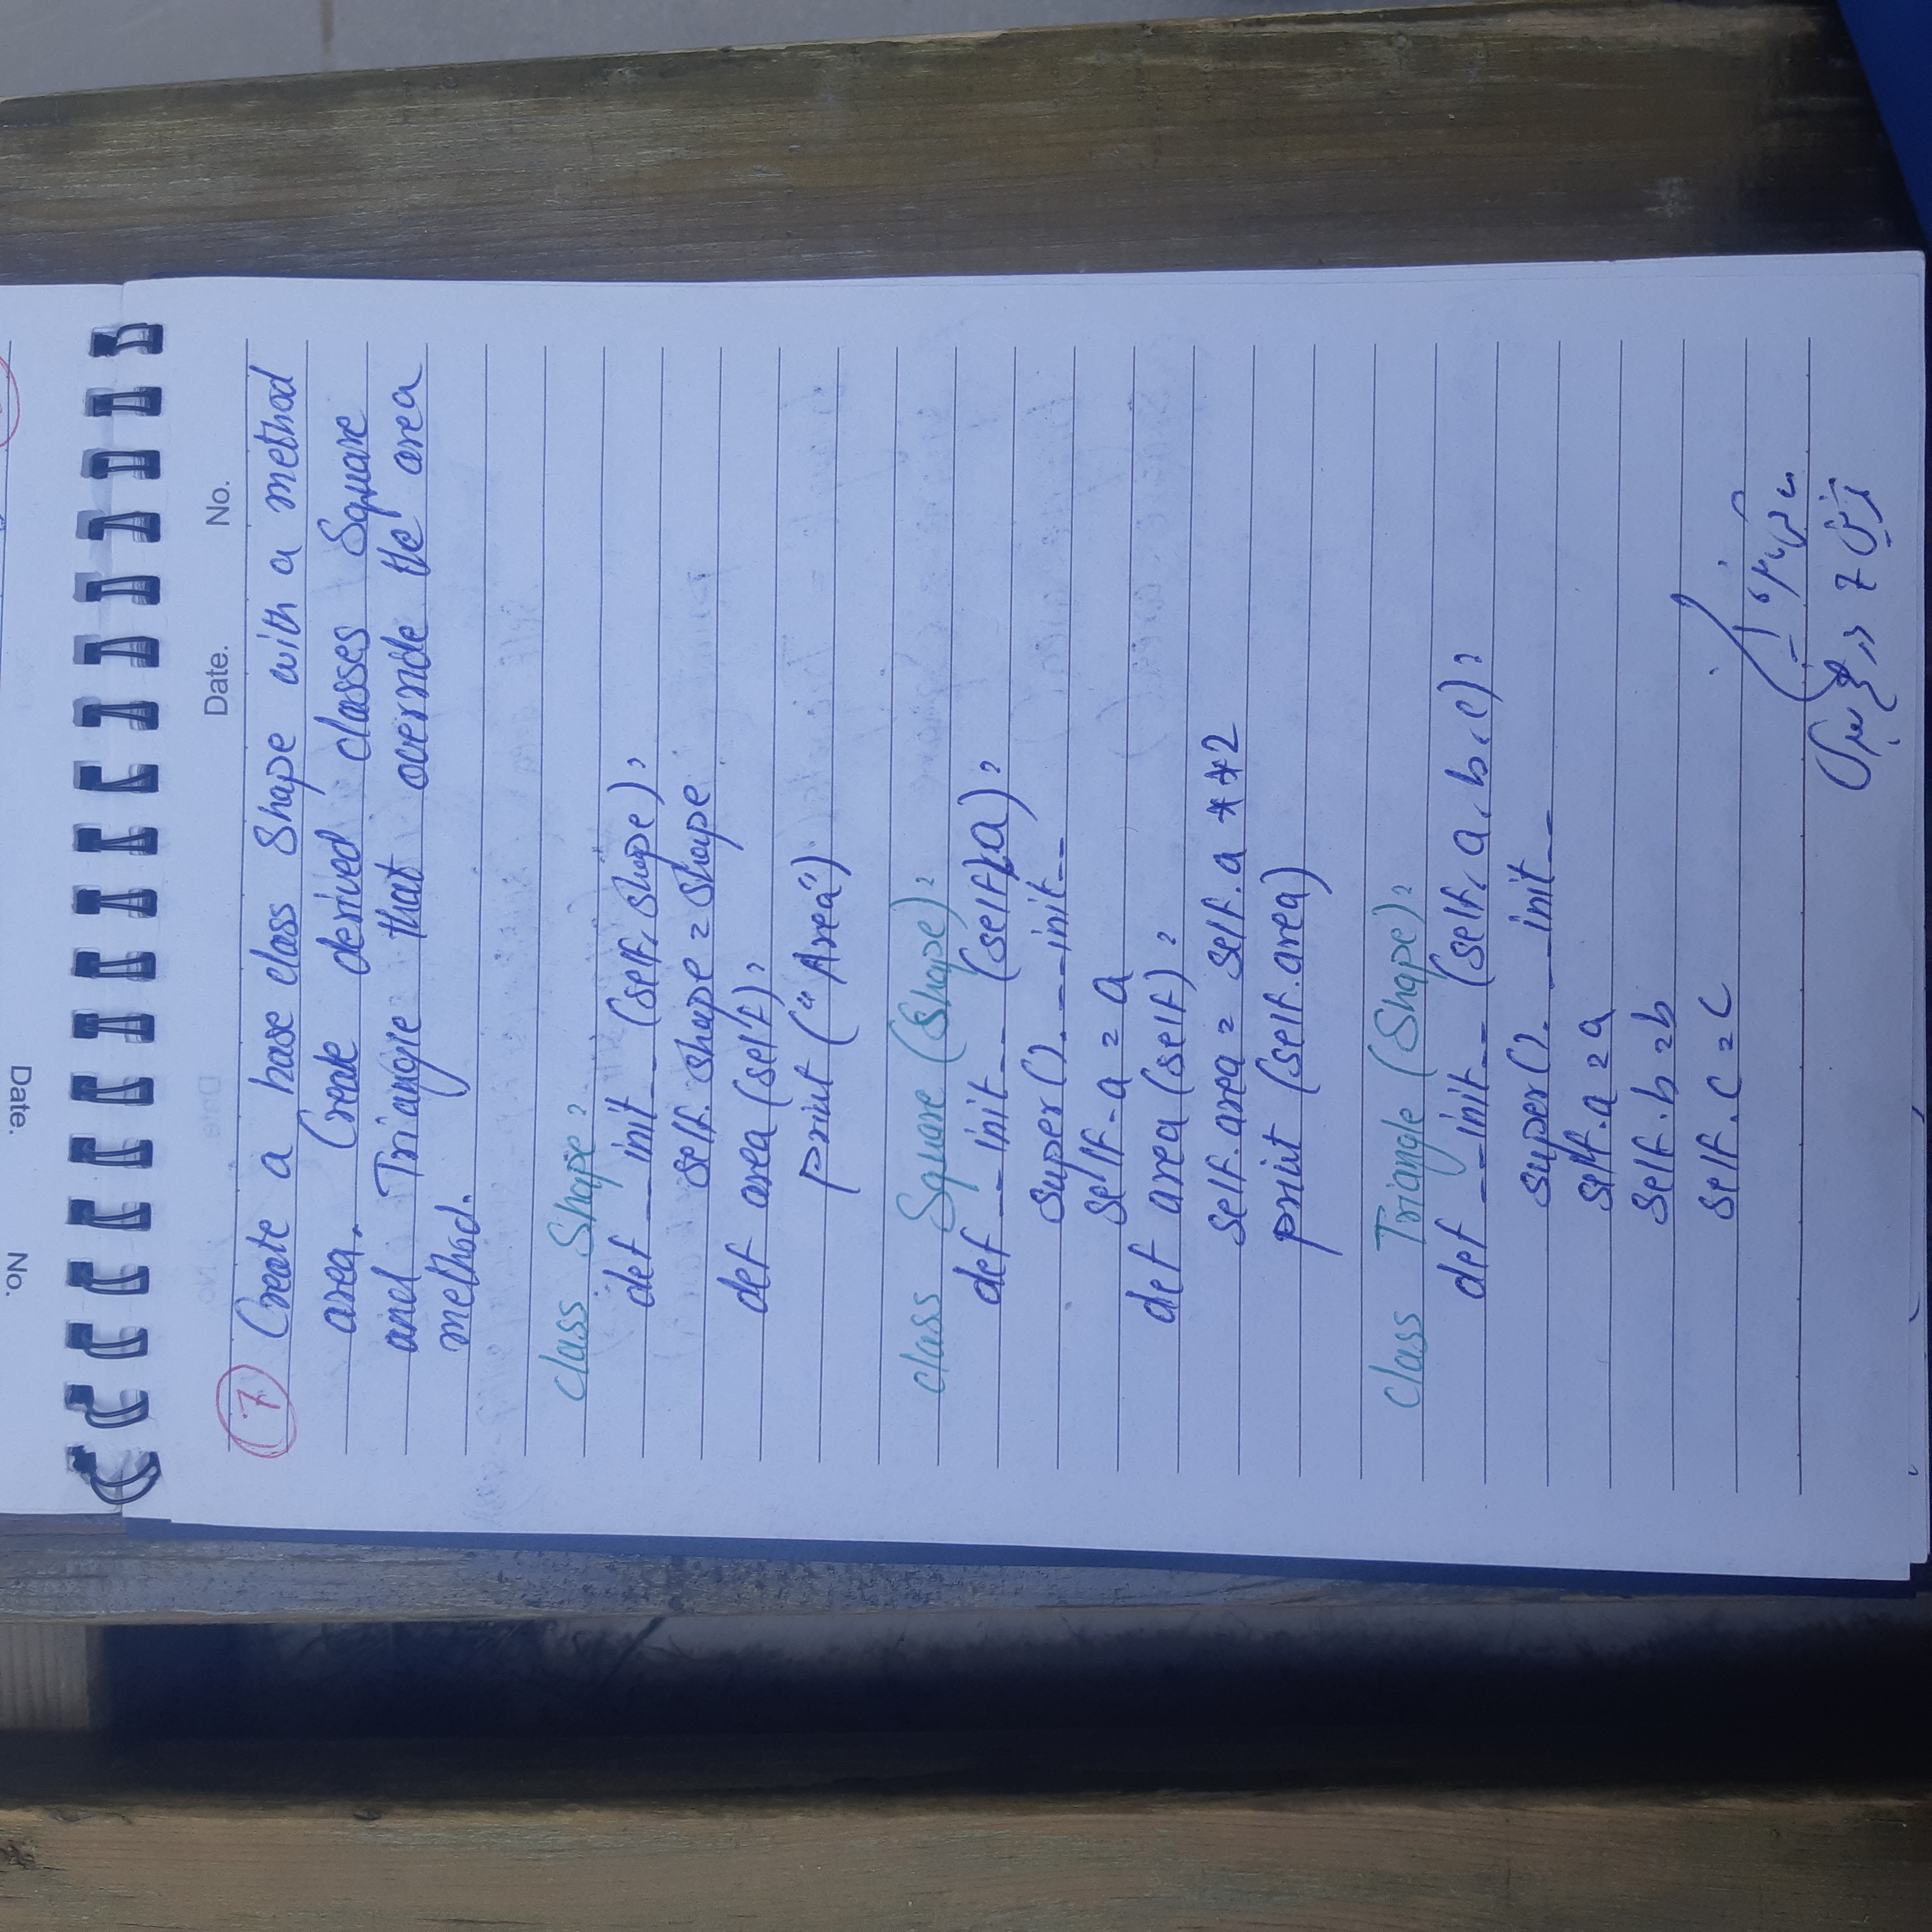 No.
Date.
Date. No.
7 Create a base class Shape with a method
area. Create derived classes Square
and Triangle that override the area
method.
class Shape:
def __init__ (self, shape):
self.shape = shape
def area (self):
print ("Area")
class Square (Shape):
def __init__ (self, a):
super().__init__
self.a = a
def area (self):
self.area = self.a **2
print (self.area)
class Triangle (Shape):
def __init__ (self, a, b, c):
super().__init__
self.a = a
self.b = b
self.c = c